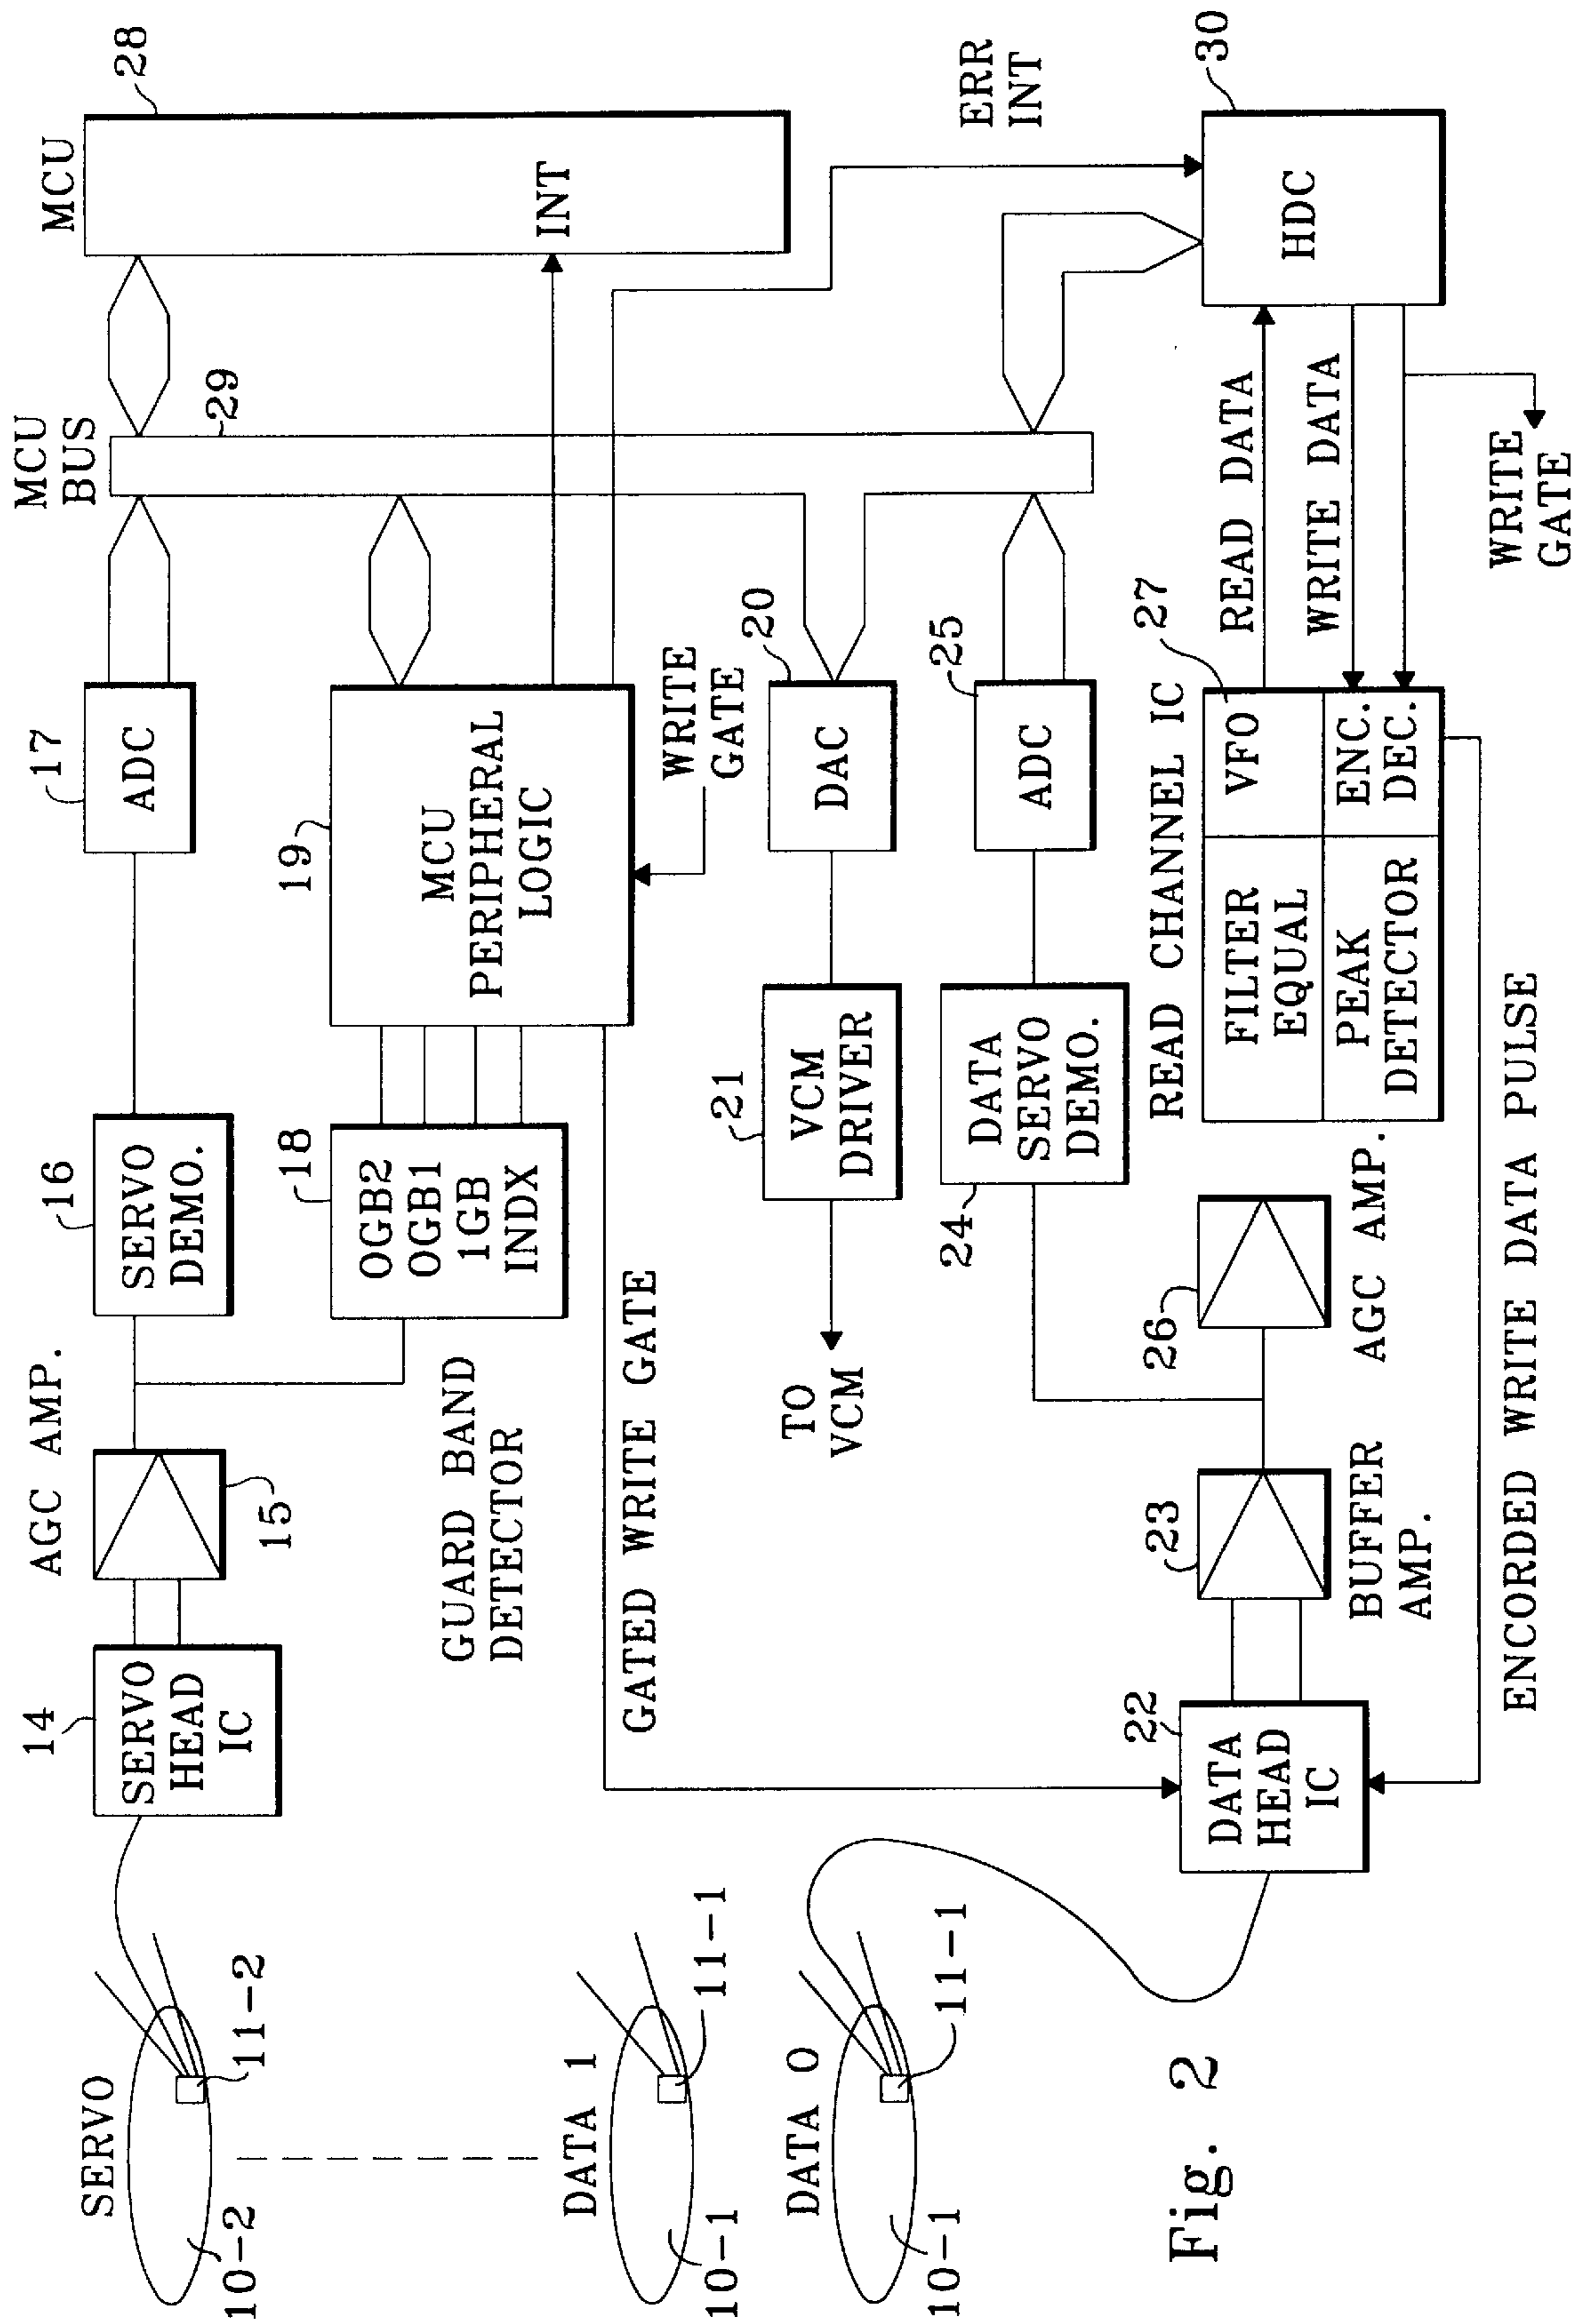 SERVO
10-2
11-2
14
SERVO
HEAD
IC
AGC AMP.
15
16
SERVO
DEMO.
17
ADC
MCU
BUS
29
MCU
28
INT
GUARD BAND
DETECTOR
18
OGB2
OGB1
1GB
INDX
19
MCU
PERIPHERAL
LOGIC
WRITE
GATE
GATED WRITE GATE
ERR
INT
DATA 1
10-1
11-1
TO
VCM
21
VCM
DRIVER
20
DAC
DATA 0
10-1
11-1
24
DATA
SERVO
DEMO.
25
ADC
22
DATA
HEAD
IC
23
BUFFER
AMP.
26
AGC AMP.
READ CHANNEL IC
27
FILTER
EQUAL
VFO
PEAK
DETECTOR
ENC.
DEC.
READ DATA
WRITE DATA
30
HDC
WRITE
GATE
ENCORDED WRITE DATA PULSE
Fig. 2